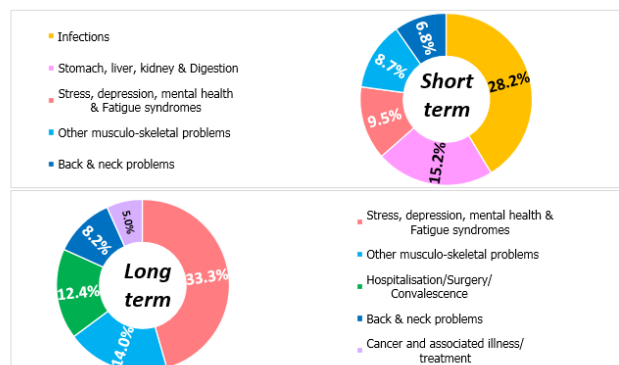 Infections
Stomach, liver, kidney & Digestion
Stress, depression, mental health
& Fatigue syndromes
Other musculo-skeletal problems
Back & neck problems
6.8%
8.7%
9.5%
15.2%
28.2%
Short
term
5.0%
8.2%
12.4%
14.0%
33.3%
Long
term
Stress, depression, mental health &
Fatigue syndromes
Other musculo-skeletal problems
Hospitalisation/Surgery/
Convalescence
Back & neck problems
Cancer and associated illness/
treatment